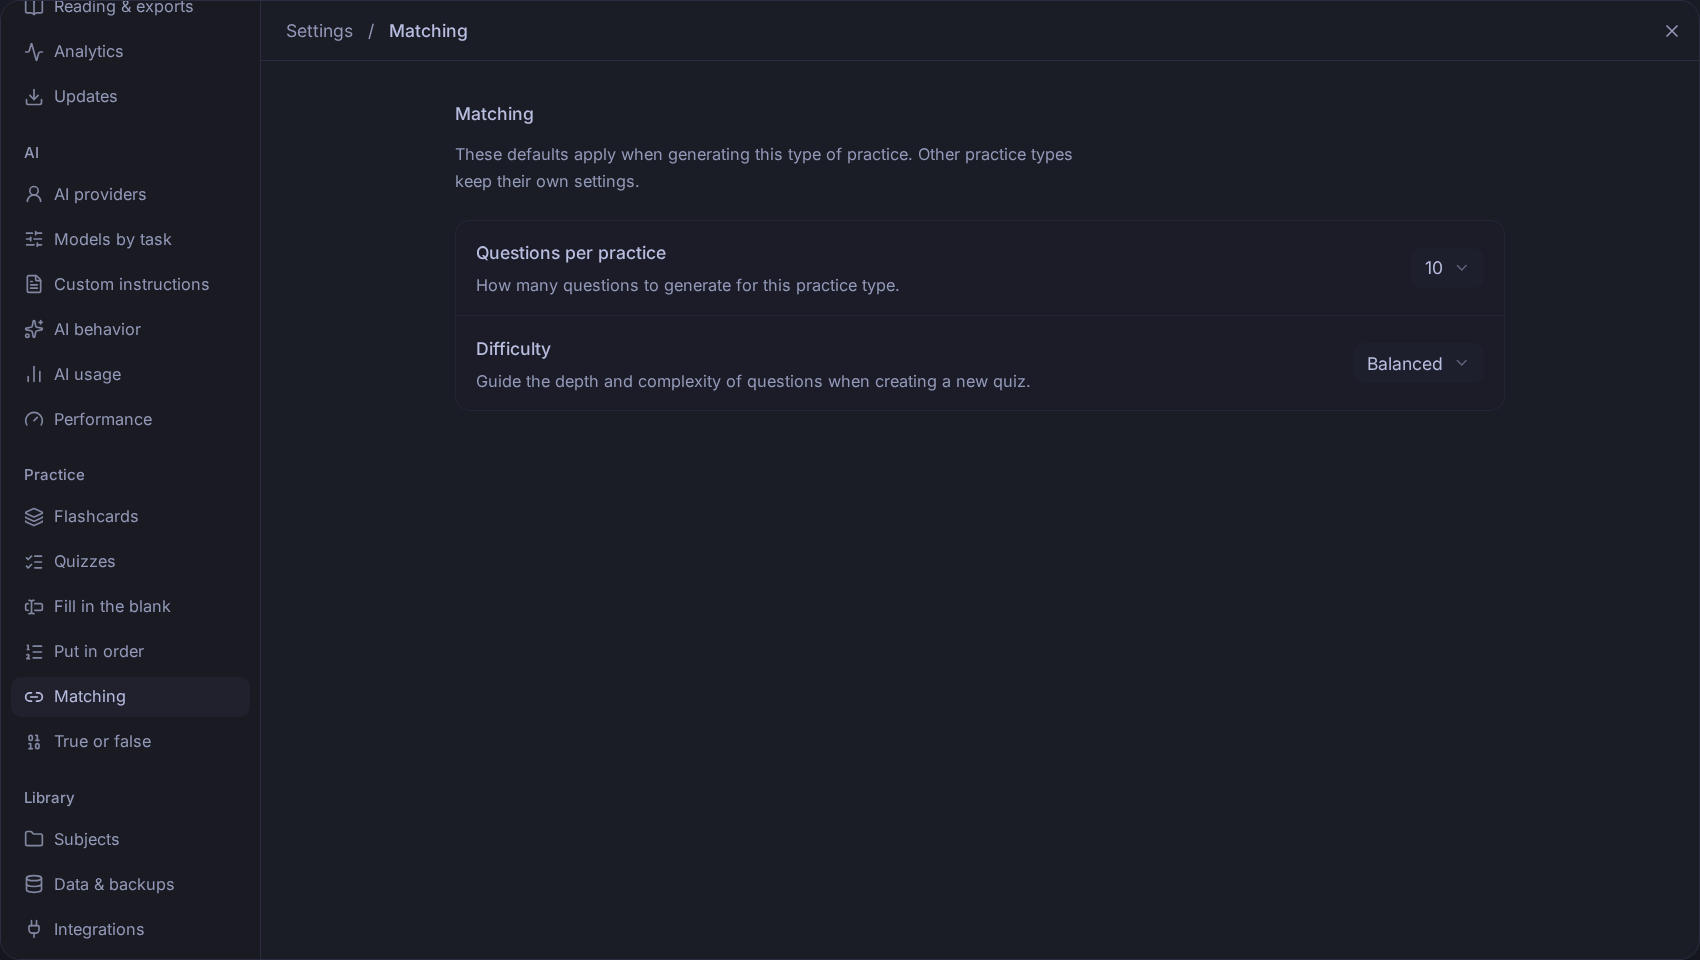 Reading & exports
Analytics
Updates
AI
AI providers
Models by task
Custom instructions
AI behavior
AI usage
Performance
Practice
Flashcards
Quizzes
Fill in the blank
Put in order
Matching
True or false
Library
Subjects
Data & backups
Integrations
Settings / Matching
Matching
These defaults apply when generating this type of practice. Other practice types
keep their own settings.
Questions per practice
How many questions to generate for this practice type.
10
Difficulty
Guide the depth and complexity of questions when creating a new quiz.
Balanced